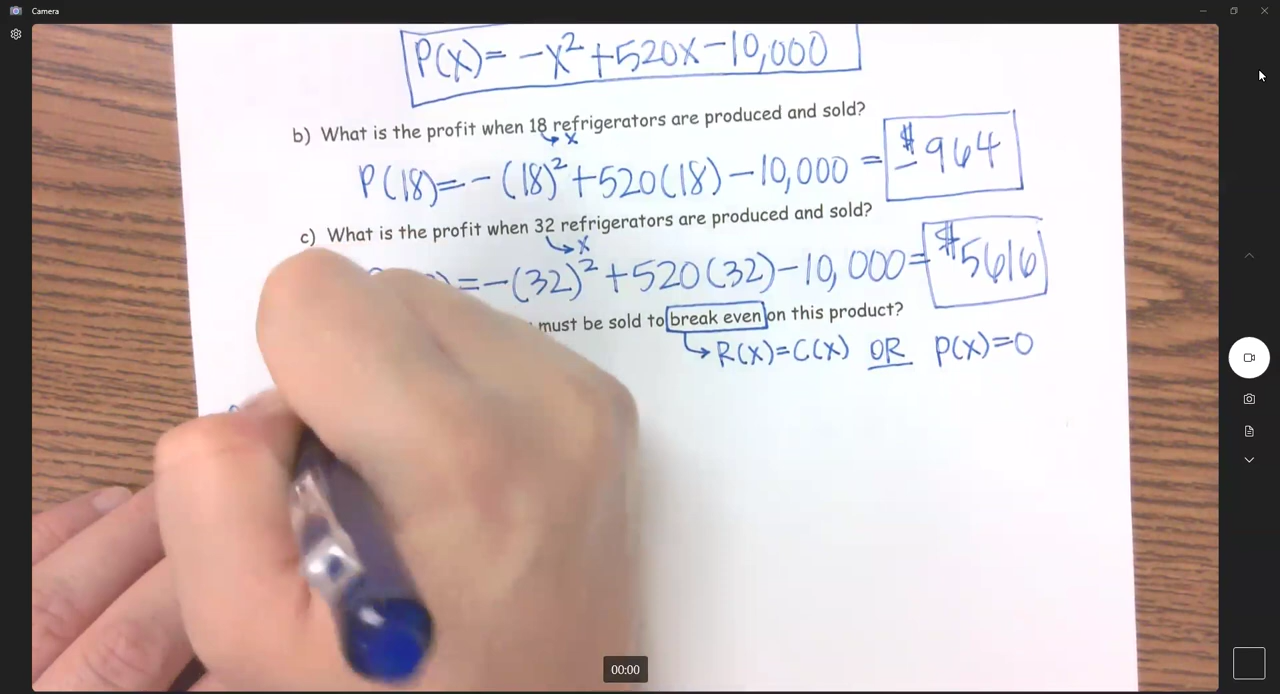 Camera
P(x)= -x²+520x-10,000
b) What is the profit when 18 refrigerators are produced and sold?
↳ x
P(18)= -(18)²+520(18)-10,000 = -$964
c) What is the profit when 32 refrigerators are produced and sold?
↳ x
=-(32)²+520(32)-10,000= $5616
must be sold to break even on this product?
↳ R(x)=C(x) OR P(x)=0
00:00